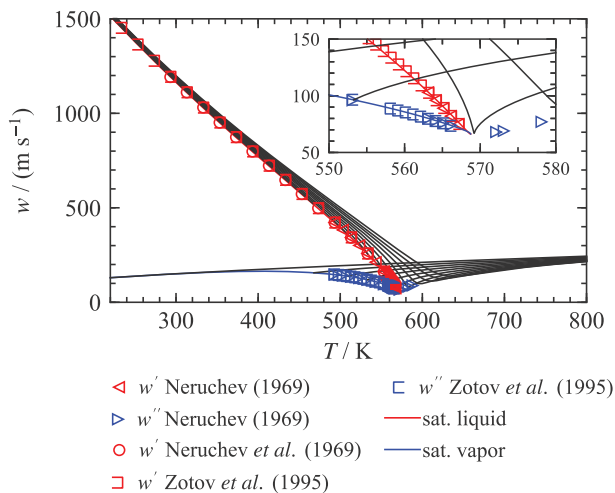 1500
1000
500
0
w / (m s⁻¹)
300 400 500 600 700 800
T / K
150
100
50
550 560 570 580
w′ Neruchev (1969)
w′′ Neruchev (1969)
w′ Neruchev et al. (1969)
w′ Zotov et al. (1995)
w′′ Zotov et al. (1995)
sat. liquid
sat. vapor